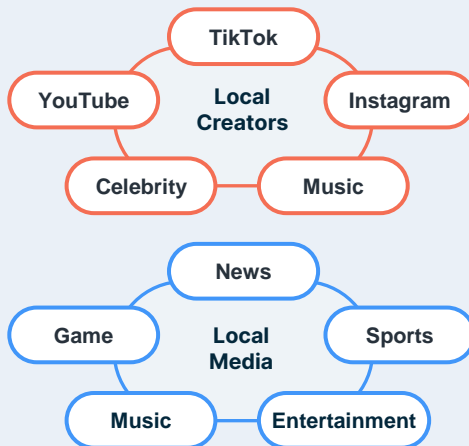 TikTok
YouTube
Local
Creators
Instagram
Celebrity
Music
News
Game
Local
Media
Sports
Music
Entertainment